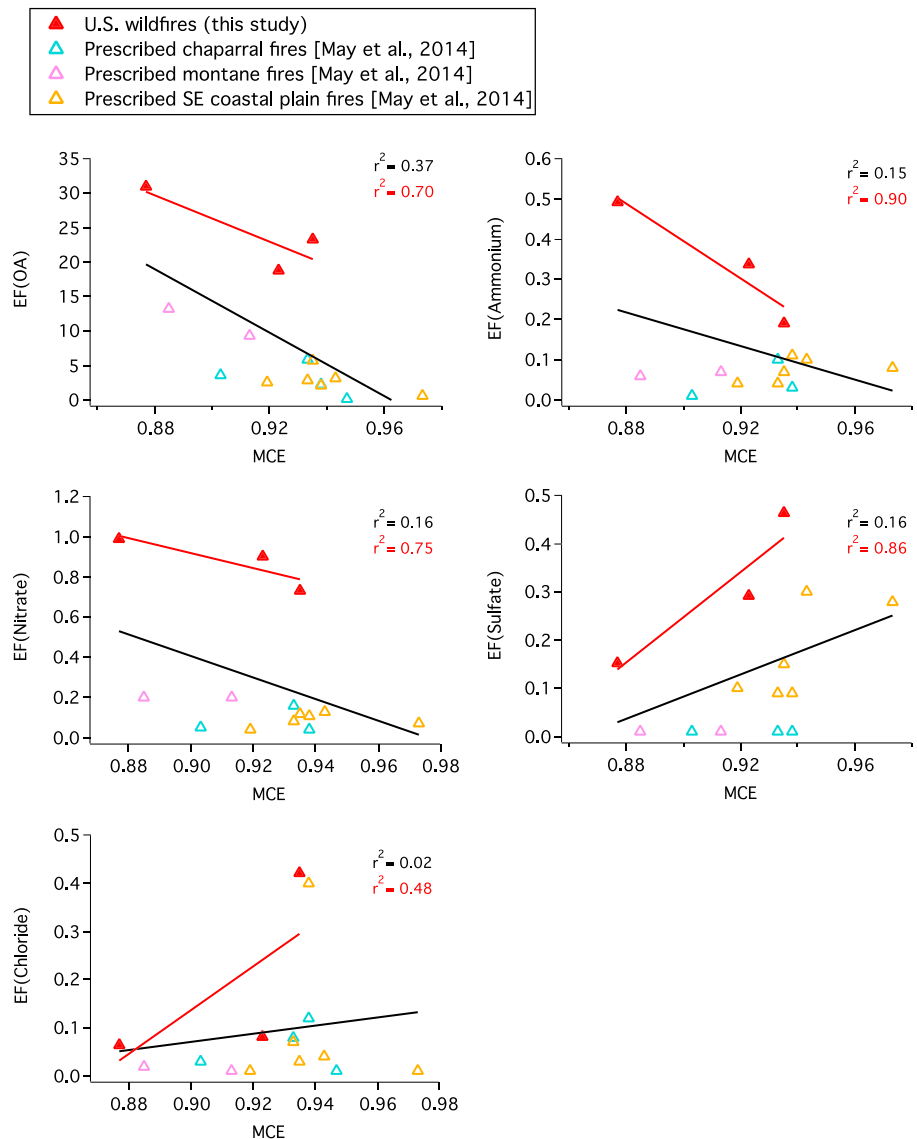 U.S. wildfires (this study)
Prescribed chaparral fires [May et al., 2014]
Prescribed montane fires [May et al., 2014]
Prescribed SE coastal plain fires [May et al., 2014]
35
30
25
20
15
10
5
0
EF(OA)
r² = 0.37
r² = 0.70
0.88
0.92
0.96
MCE
0.6
0.5
0.4
0.3
0.2
0.1
0.0
EF(Ammonium)
r² = 0.15
r² = 0.90
0.88
0.92
0.96
MCE
1.2
1.0
0.8
0.6
0.4
0.2
0.0
EF(Nitrate)
r² = 0.16
r² = 0.75
0.88
0.90
0.92
0.94
0.96
0.98
MCE
0.5
0.4
0.3
0.2
0.1
0.0
EF(Sulfate)
r² = 0.16
r² = 0.86
0.88
0.92
0.96
MCE
0.5
0.4
0.3
0.2
0.1
0.0
EF(Chloride)
r² = 0.02
r² = 0.48
0.88
0.90
0.92
0.94
0.96
0.98
MCE